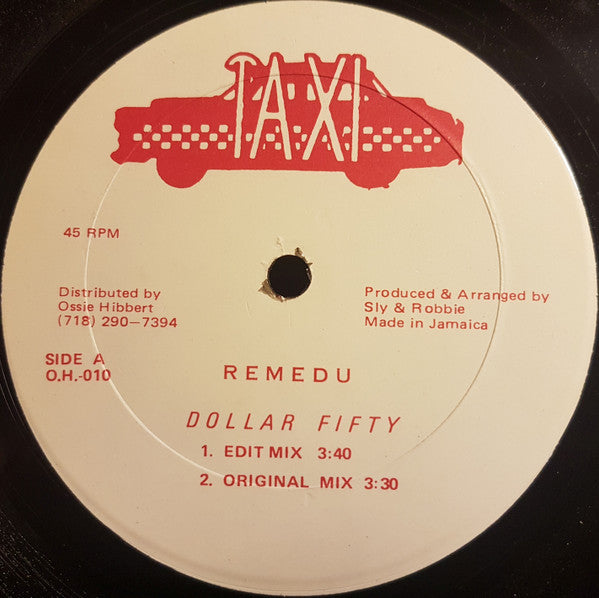 TAXI
45 RPM
Distributed by
Ossie Hibbert
(718) 290-7394
Produced & Arranged by
Sly & Robbie
Made in Jamaica
SIDE A
O.H.-010
REMEDU
DOLLAR FIFTY
1. EDIT MIX 3:40
2. ORIGINAL MIX 3:30